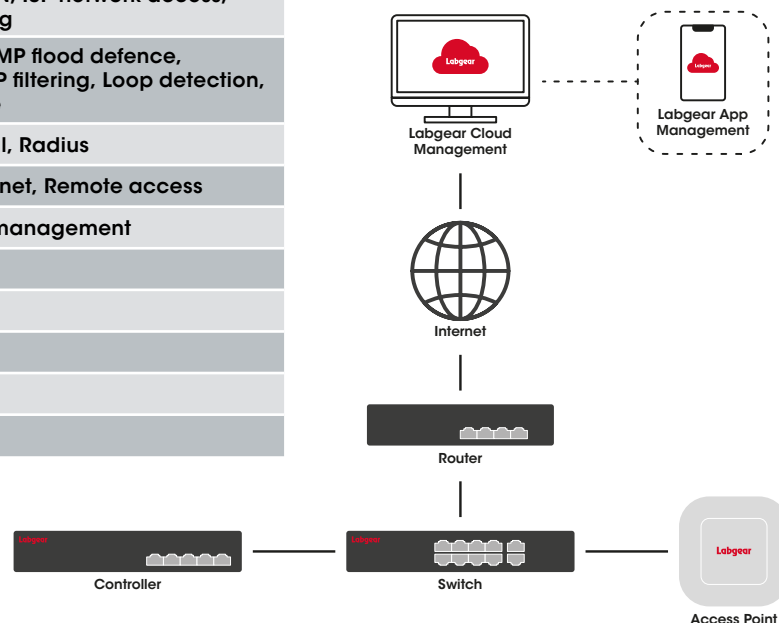 g
MP flood defence,
P filtering, Loop detection,
l, Radius
net, Remote access
management
Labgear
Labgear Cloud
Management
Labgear
Labgear App
Management
Internet
Router
Labgear
Controller
Labgear
Switch
Labgear
Access Point